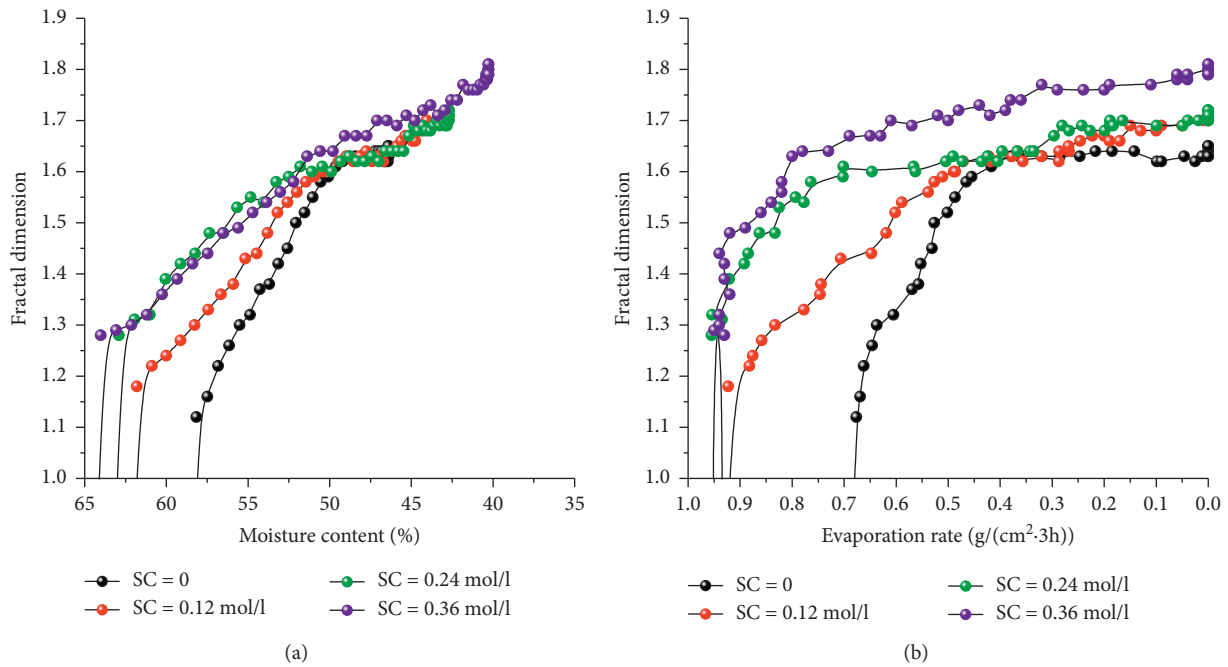 1.9
1.8
1.7
1.6
1.5
1.4
1.3
1.2
1.1
1.0
Fractal dimension
65 60 55 50 45 40 35
Moisture content (%)
SC = 0
SC = 0.12 mol/l
SC = 0.24 mol/l
SC = 0.36 mol/l
(a)
1.9
1.8
1.7
1.6
1.5
1.4
1.3
1.2
1.1
1.0
Fractal dimension
1.0 0.9 0.8 0.7 0.6 0.5 0.4 0.3 0.2 0.1 0.0
Evaporation rate (g/(cm²·3h))
SC = 0
SC = 0.12 mol/l
SC = 0.24 mol/l
SC = 0.36 mol/l
(b)